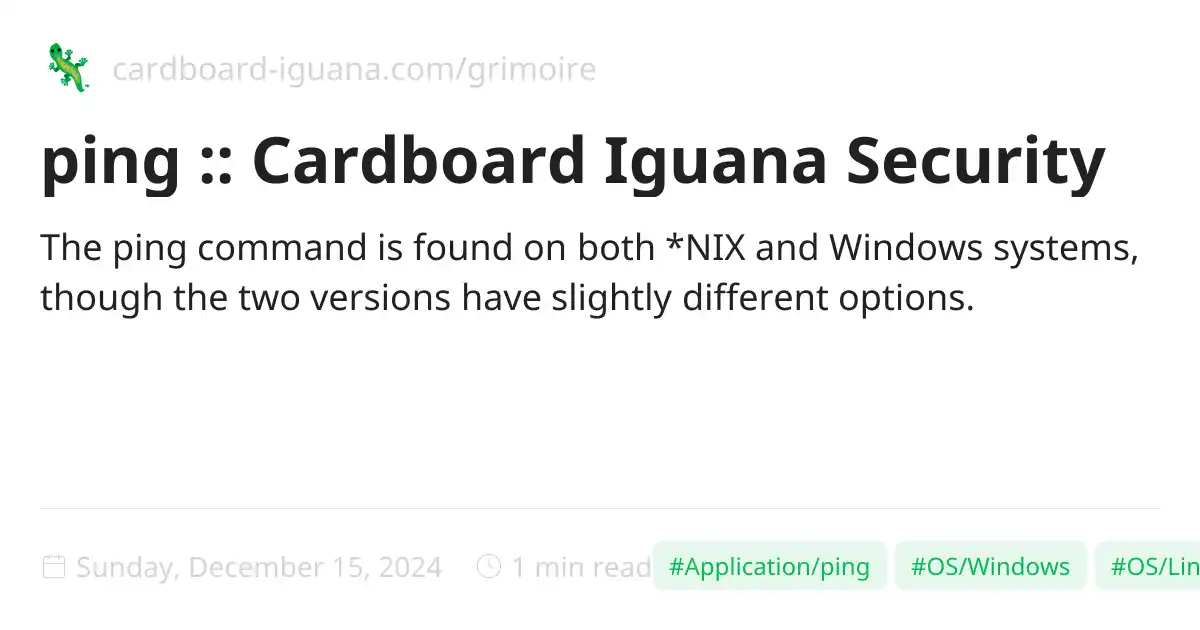 cardboard-iguana.com/grimoire
ping :: Cardboard Iguana Security
The ping command is found on both *NIX and Windows systems,
though the two versions have slightly different options.
Sunday, December 15, 2024 1 min read #Application/ping #OS/Windows #OS/Lin